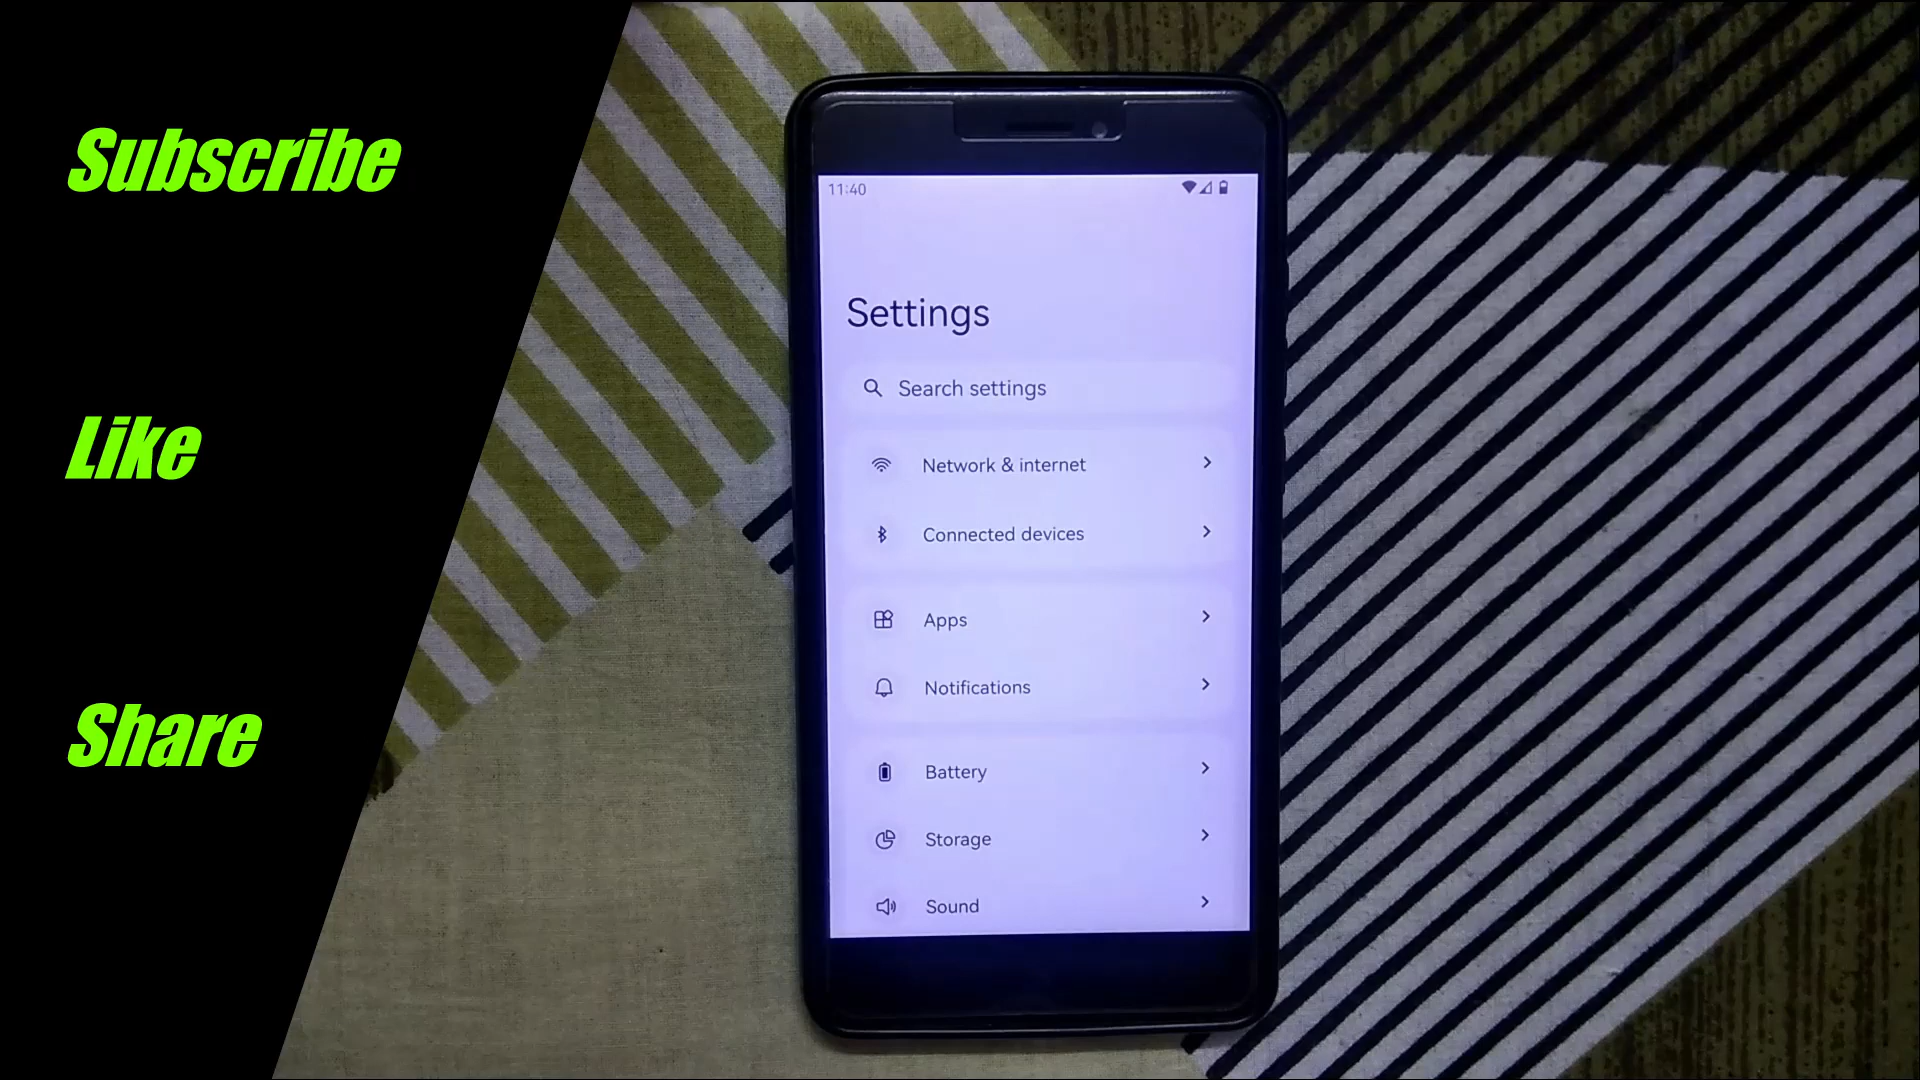 Subscribe
Like
Share
11:40
Settings
Search settings
Network & internet
Connected devices
Apps
Notifications
Battery
Storage
Sound